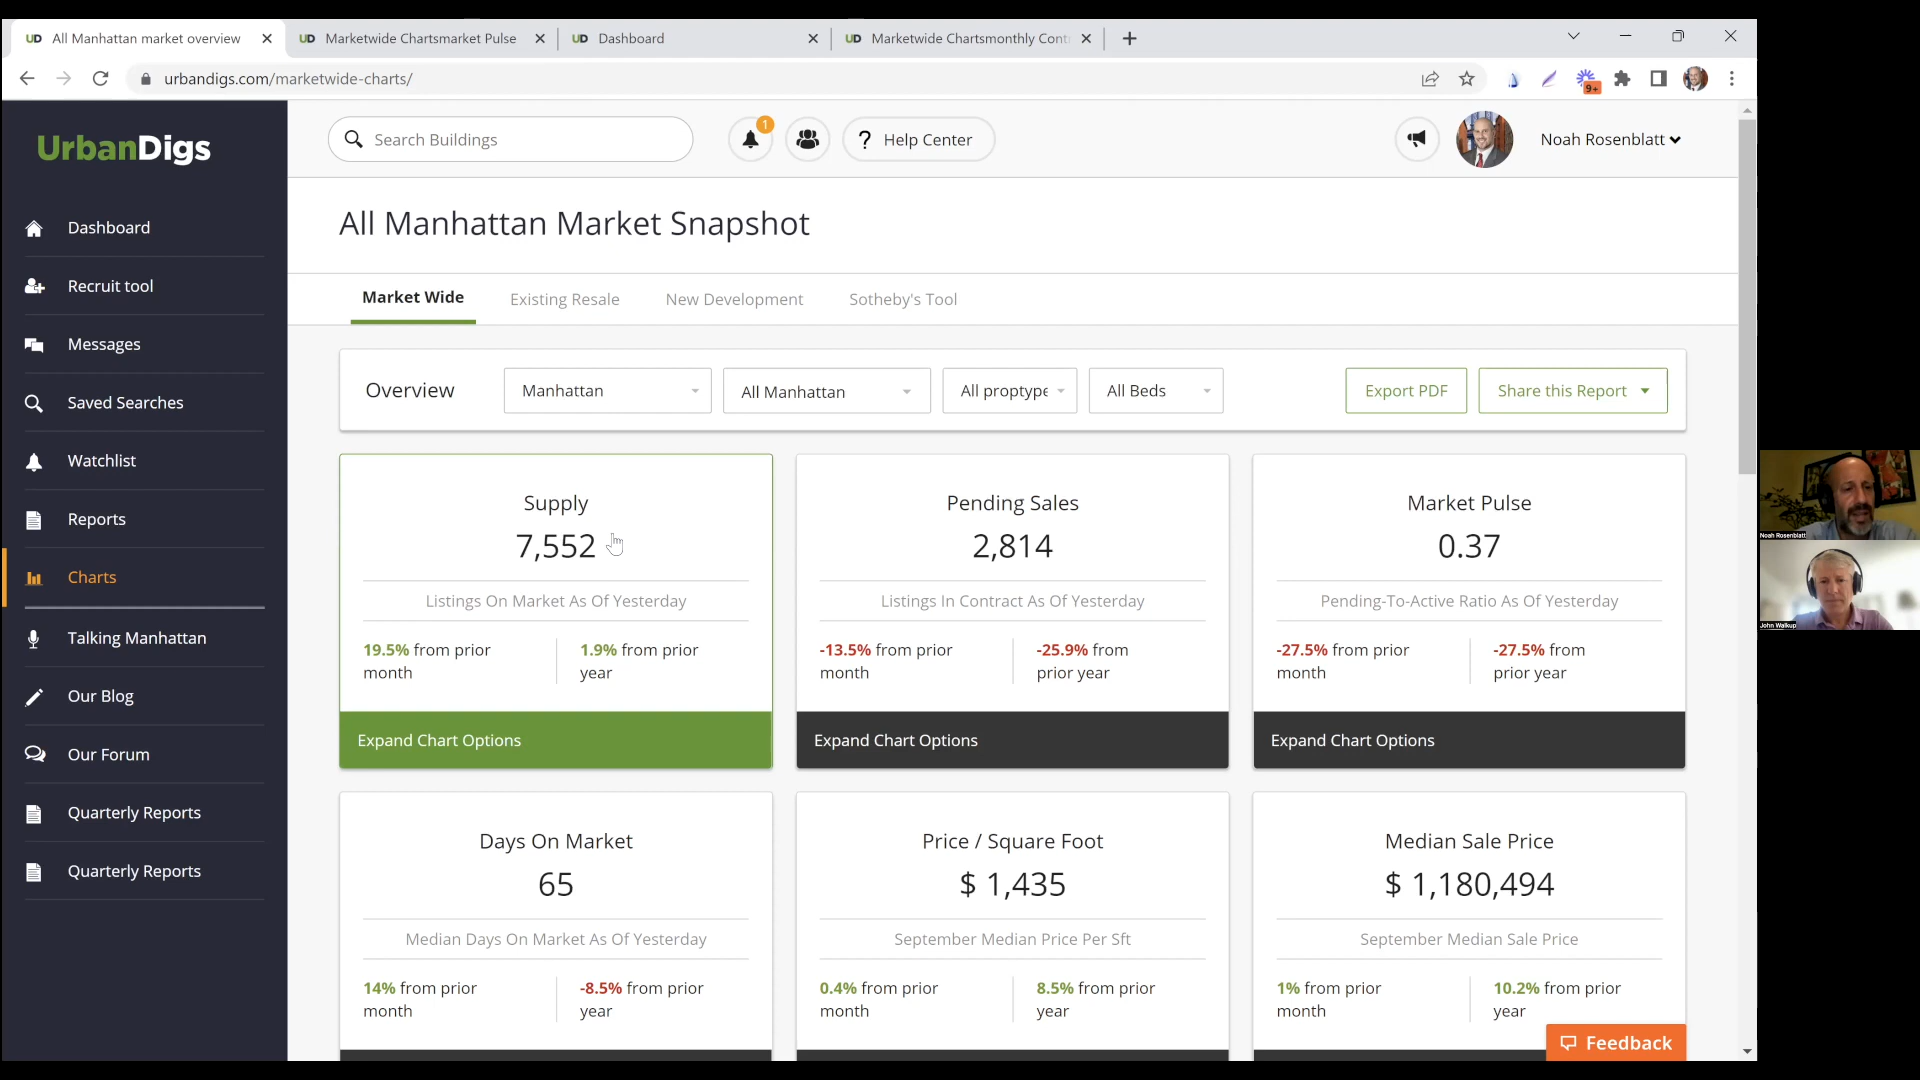 UD All Manhattan market overview
UD Marketwide Chartsmarket Pulse
UD Dashboard
UD Marketwide Chartsmonthly Cont
urbandigs.com/marketwide-charts/
9+
UrbanDigs
Search Buildings
1
? Help Center
Noah Rosenblatt
Dashboard
Recruit tool
Messages
Saved Searches
Watchlist
Reports
Charts
Talking Manhattan
Our Blog
Our Forum
Quarterly Reports
Quarterly Reports
All Manhattan Market Snapshot
Market Wide
Existing Resale
New Development
Sotheby's Tool
Overview
Manhattan
All Manhattan
All proptype
All Beds
Export PDF
Share this Report
Supply
7,552
Listings On Market As Of Yesterday
19.5% from prior
month
1.9% from prior
year
Expand Chart Options
Pending Sales
2,814
Listings In Contract As Of Yesterday
-13.5% from prior
month
-25.9% from
prior year
Expand Chart Options
Market Pulse
0.37
Pending-To-Active Ratio As Of Yesterday
-27.5% from prior
month
-27.5% from
prior year
Expand Chart Options
Days On Market
65
Median Days On Market As Of Yesterday
14% from prior
month
-8.5% from prior
year
Price / Square Foot
$ 1,435
September Median Price Per Sft
0.4% from prior
month
8.5% from prior
year
Median Sale Price
$ 1,180,494
September Median Sale Price
1% from prior
month
10.2% from prior
year
Feedback
Noah Rosenblatt
John Walkup